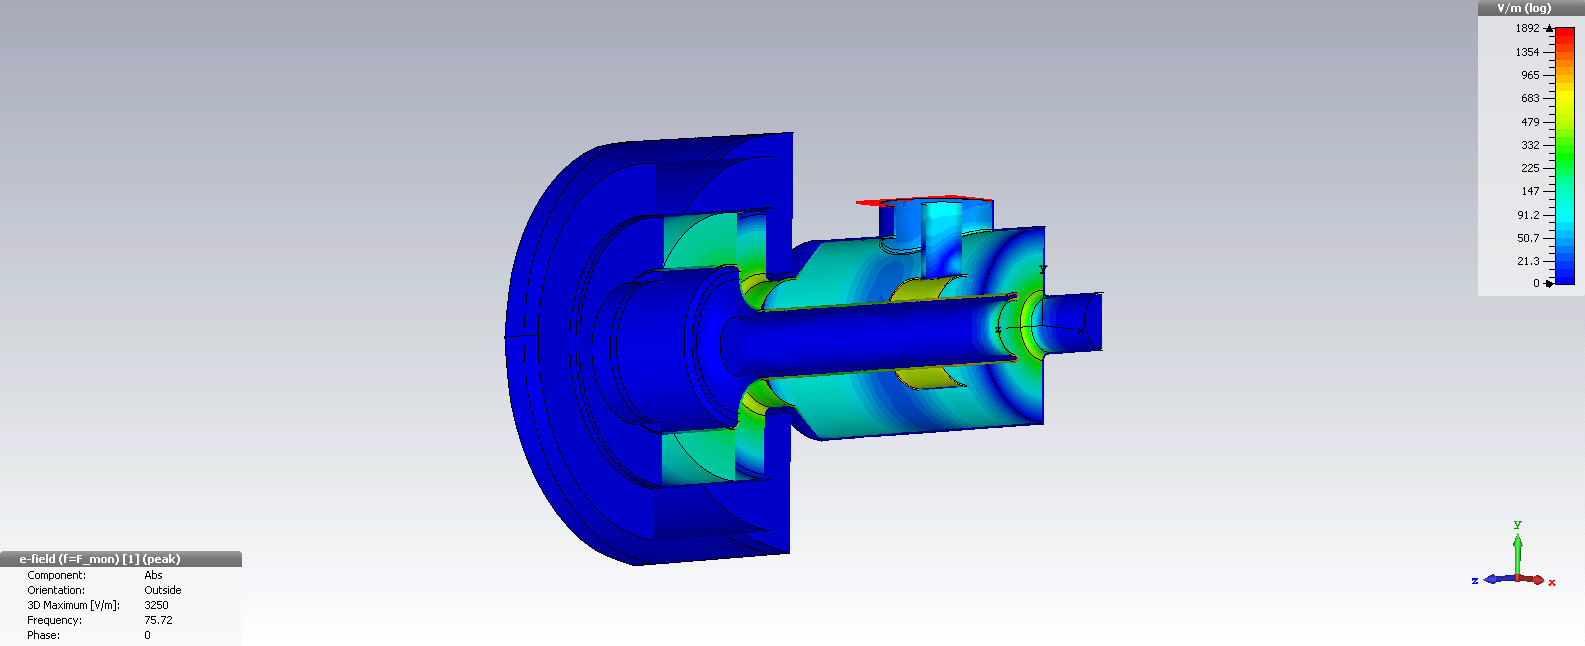 V/m (log)
1892
1354
965
683
479
332
225
147
91.2
50.7
21.3
0
y
z
x
e-field (f=F_mon) [1] (peak)
Component: Abs
Orientation: Outside
3D Maximum [V/m]: 3250
Frequency: 75.72
Phase: 0
y
z
x